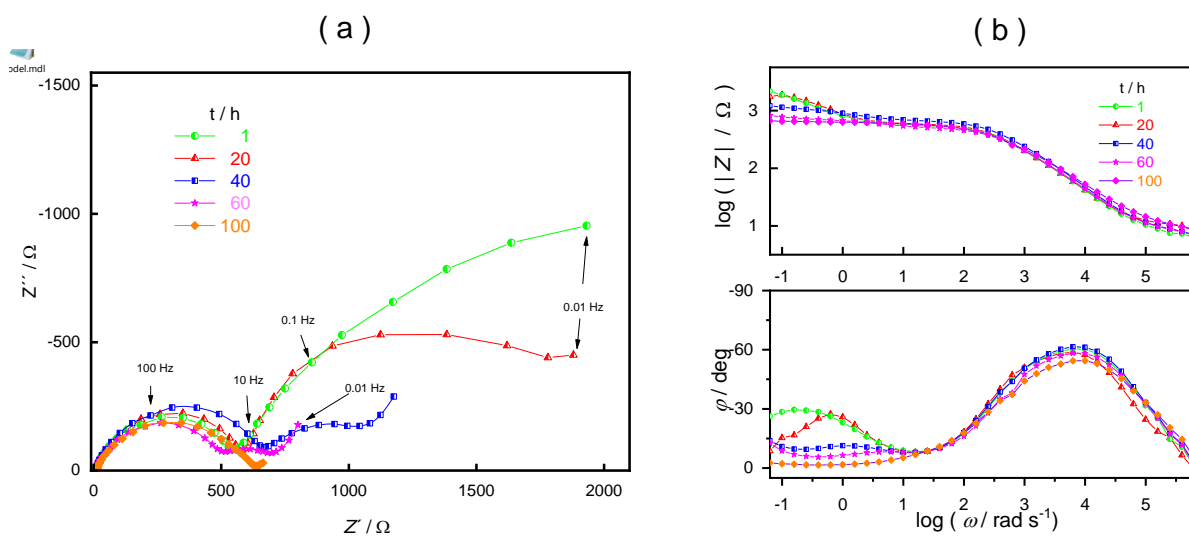 ( a )
( b )
odel.mdl
t / h
1
20
40
60
100
-1500
-1000
-500
0
Z´´ / Ω
0.1 Hz
100 Hz
10 Hz
0.01 Hz
0.01 Hz
0 500 1000 1500 2000
Z´ / Ω
log ( |Z| / Ω )
3
2
1
t / h
1
20
40
60
100
-1 0 1 2 3 4 5
φ / deg
-90
-60
-30
0
-1 0 1 2 3 4 5
log ( ω / rad s⁻¹)